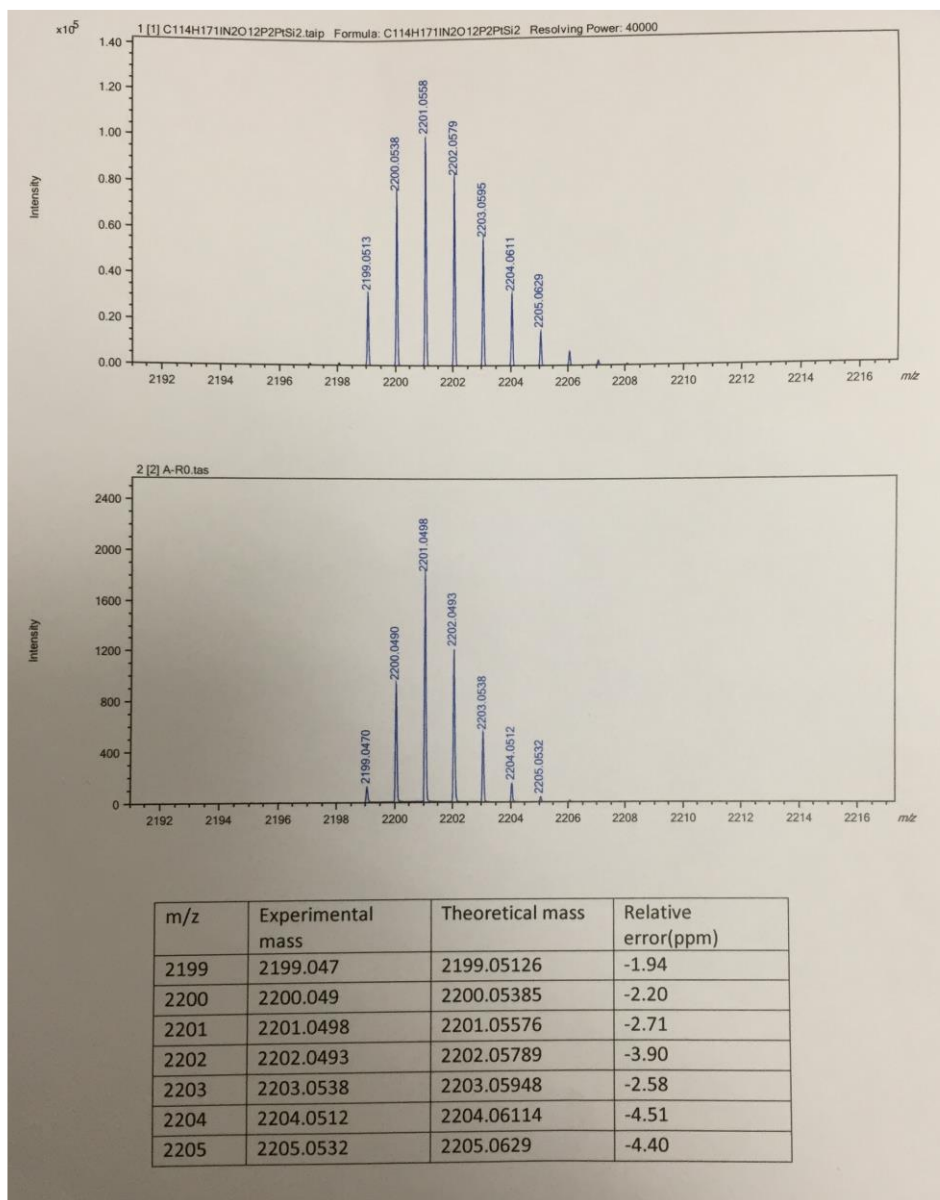 x10⁵
1 [1] C114H171IN2O12P2PtSi2.taip Formula: C114H171IN2O12P2PtSi2 Resolving Power: 40000
1.40
1.20
1.00
0.80
0.60
0.40
0.20
0.00
Intensity
2199.0513
2200.0538
2201.0558
2202.0579
2203.0595
2204.0611
2205.0629
2192 2194 2196 2198 2200 2202 2204 2206 2208 2210 2212 2214 2216 m/z
2 [2] A-R0.tas
2400
2000
1600
1200
800
400
0
Intensity
2199.0470
2200.0490
2201.0498
2202.0493
2203.0538
2204.0512
2205.0532
2192 2194 2196 2198 2200 2202 2204 2206 2208 2210 2212 2214 2216 m/z
m/z Experimental mass Theoretical mass Relative error(ppm)
2199 2199.047 2199.05126 -1.94
2200 2200.049 2200.05385 -2.20
2201 2201.0498 2201.05576 -2.71
2202 2202.0493 2202.05789 -3.90
2203 2203.0538 2203.05948 -2.58
2204 2204.0512 2204.06114 -4.51
2205 2205.0532 2205.0629 -4.40